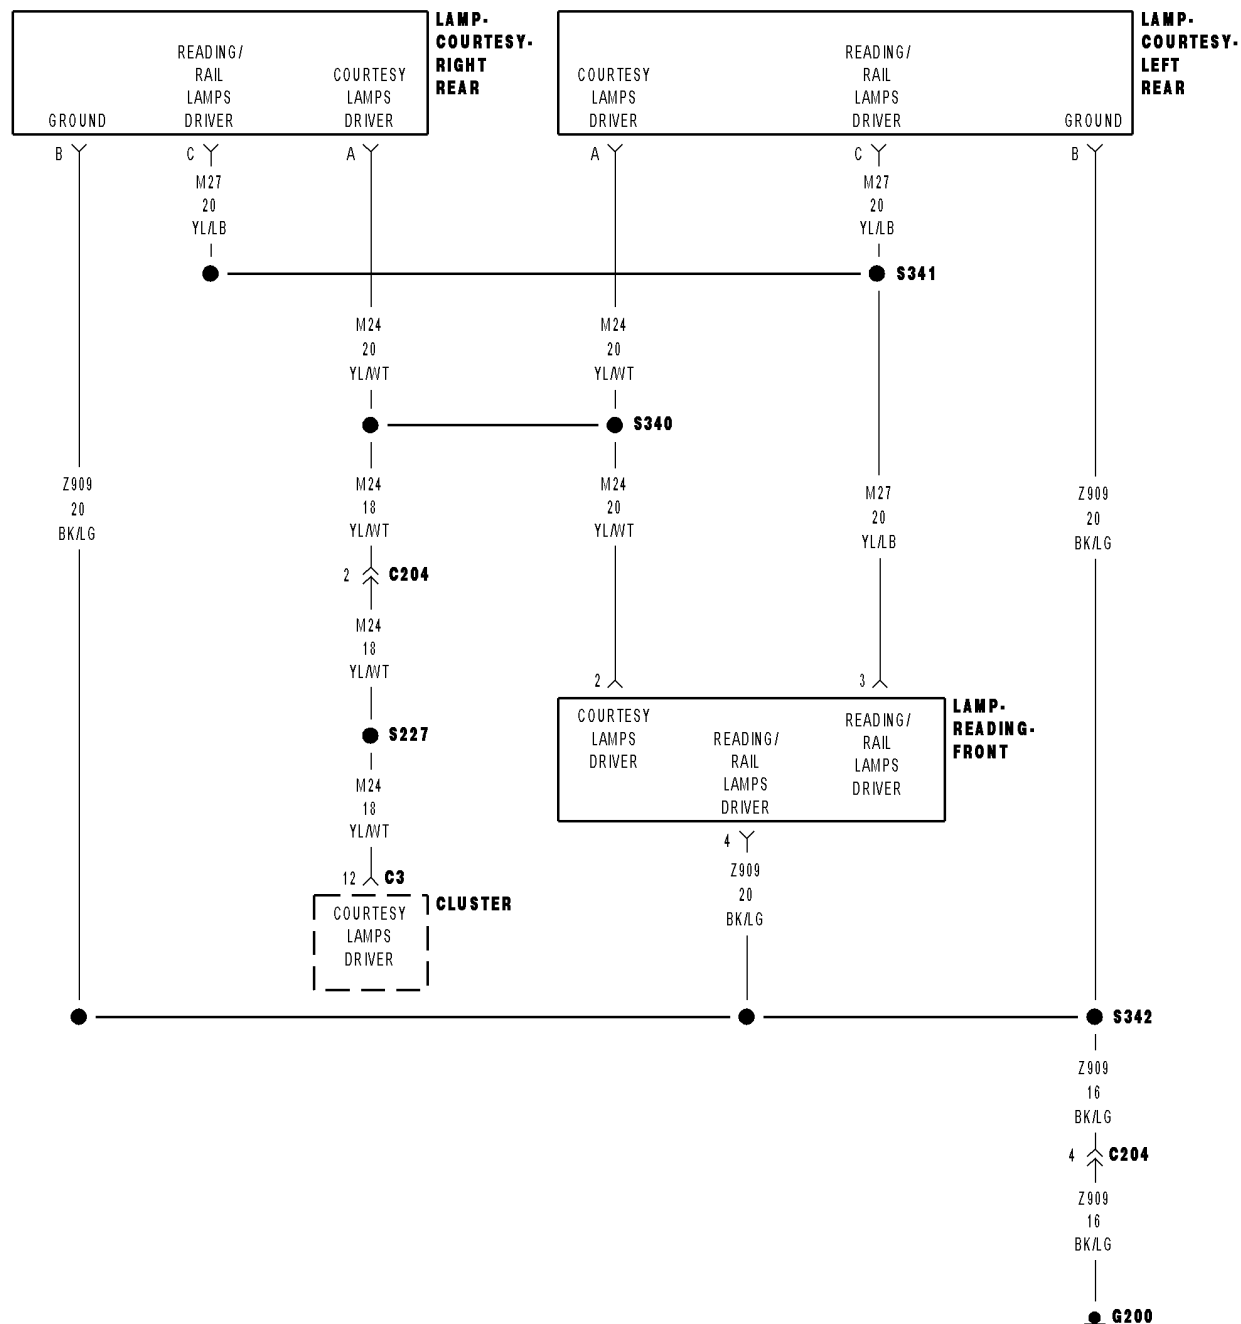 LAMP-
COURTESY-
RIGHT
REAR
READING/
RAIL
LAMPS
DRIVER
COURTESY
LAMPS
DRIVER
GROUND
LAMP-
COURTESY-
LEFT
REAR
COURTESY
LAMPS
DRIVER
READING/
RAIL
LAMPS
DRIVER
GROUND
B
C
A
A
C
B
M27
20
YL/LB
M27
20
YL/LB
S341
M24
20
YL/WT
M24
20
YL/WT
S340
Z909
20
BK/LG
M24
18
YL/WT
M24
20
YL/WT
M27
20
YL/LB
Z909
20
BK/LG
2
C204
M24
18
YL/WT
2
3
S227
LAMP-
READING-
FRONT
COURTESY
LAMPS
DRIVER
READING/
RAIL
LAMPS
DRIVER
READING/
RAIL
LAMPS
DRIVER
M24
18
YL/WT
4
Z909
20
BK/LG
12
C3
CLUSTER
COURTESY
LAMPS
DRIVER
S342
Z909
16
BK/LG
4
C204
Z909
16
BK/LG
G200